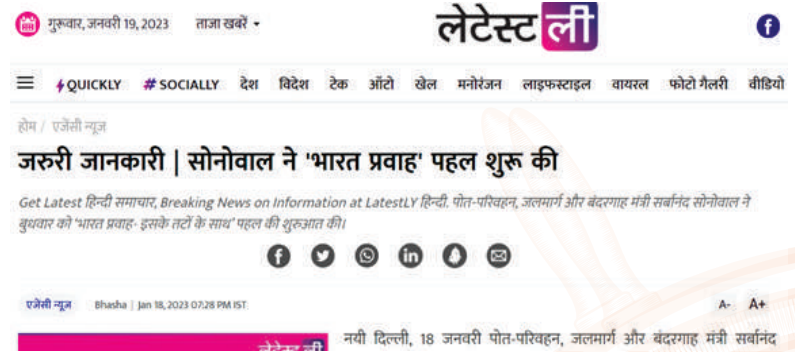 गुरूवार, जनवरी 19, 2023 ताजा खबरें
लेटेस्ट ली
QUICKLY # SOCIALLY देश विदेश टेक ऑटो खेल मनोरंजन लाइफस्टाइल वायरल फोटो गैलरी वीडियो
होम / एजेंसी न्यूज
जरुरी जानकारी | सोनोवाल ने 'भारत प्रवाह' पहल शुरू की
Get Latest हिन्दी समाचार, Breaking News on Information at LatestLY हिन्दी. पोत-परिवहन, जलमार्ग और बंदरगाह मंत्री सर्बानंद सोनोवाल ने
बुधवार को ‘भारत प्रवाह- इसके तटों के साथ’ पहल की शुरुआत की।
एजेंसी न्यूज Bhasha | Jan 18, 2023 07:28 PM IST A- A+
लेटेस्ट ली नयी दिल्ली, 18 जनवरी पोत-परिवहन, जलमार्ग और बंदरगाह मंत्री सर्बानंद